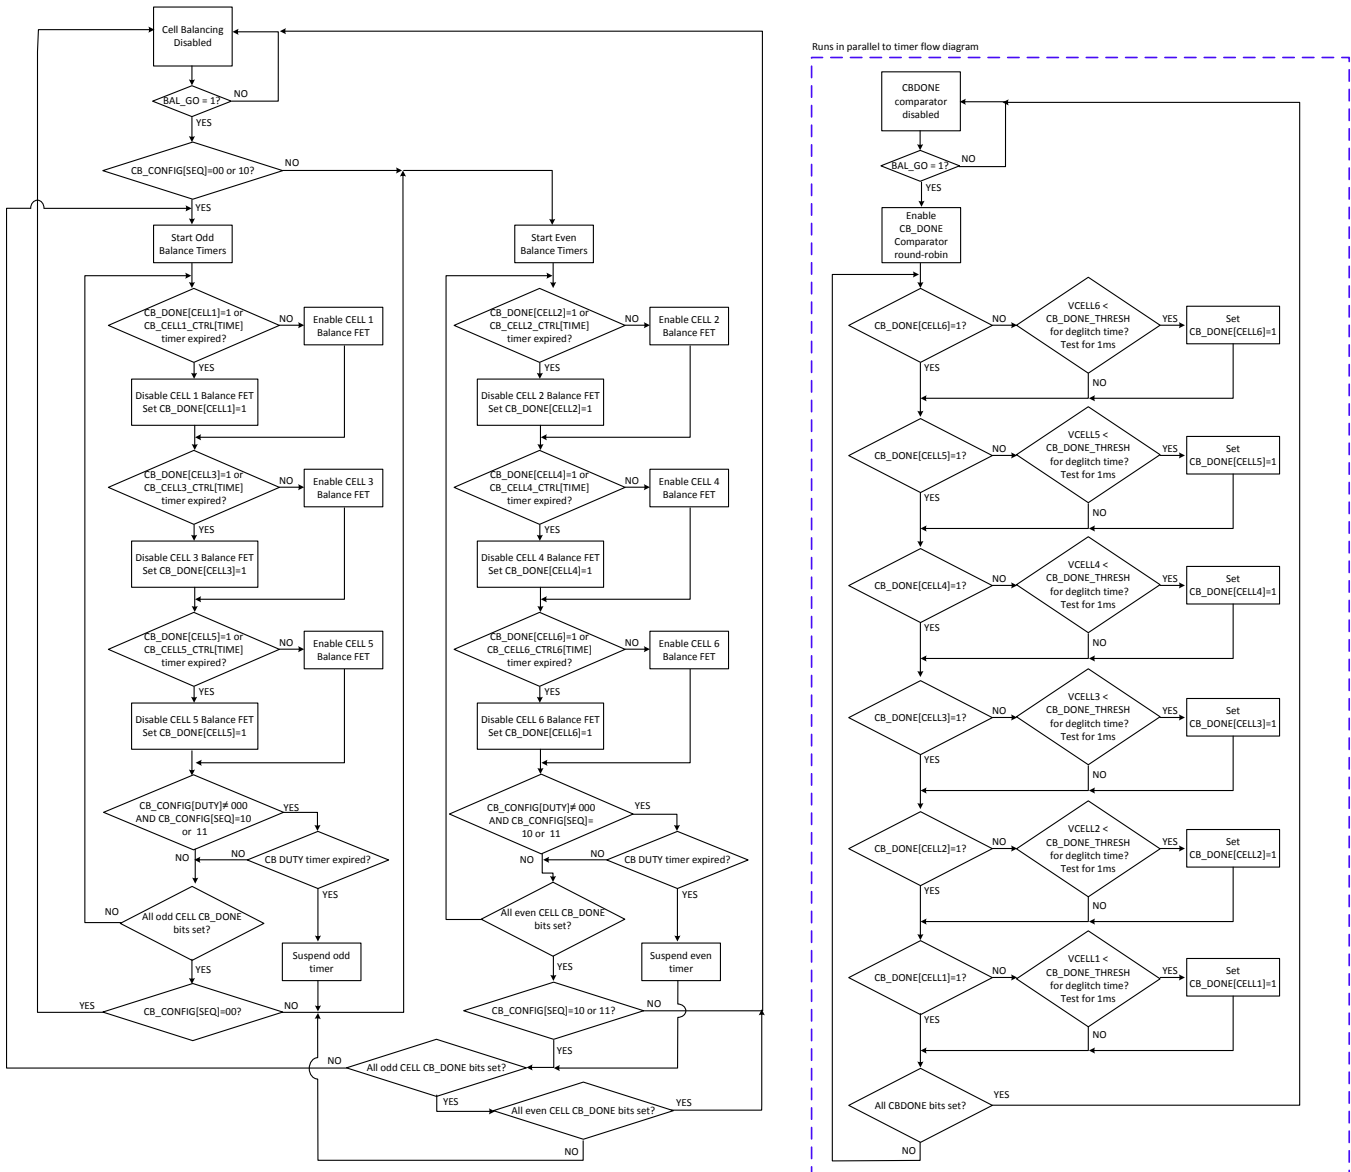 Cell Balancing
Disabled
BAL_GO = 1?
NO
YES
CB_CONFIG[SEQ]=00 or 10?
NO
YES
Start Odd
Balance Timers
CB_DONE[CELL1]=1 or
CB_CELL1_CTRL[TIME]
timer expired?
NO
Enable CELL 1
Balance FET
YES
Disable CELL 1 Balance FET
Set CB_DONE[CELL1]=1
CB_DONE[CELL3]=1 or
CB_CELL3_CTRL[TIME]
timer expired?
NO
Enable CELL 3
Balance FET
YES
Disable CELL 3 Balance FET
Set CB_DONE[CELL3]=1
CB_DONE[CELL5]=1 or
CB_CELL5_CTRL[TIME]
timer expired?
NO
Enable CELL 5
Balance FET
YES
Disable CELL 5 Balance FET
Set CB_DONE[CELL5]=1
CB_CONFIG[DUTY]≠ 000
AND CB_CONFIG[SEQ]=10
or 11
YES
NO
NO
CB DUTY timer expired?
YES
NO
All odd CELL CB_DONE
bits set?
YES
Suspend odd
timer
YES
CB_CONFIG[SEQ]=00?
NO
Start Even
Balance Timers
CB_DONE[CELL2]=1 or
CB_CELL2_CTRL[TIME]
timer expired?
NO
Enable CELL 2
Balance FET
YES
Disable CELL 2 Balance FET
Set CB_DONE[CELL2]=1
CB_DONE[CELL4]=1 or
CB_CELL4_CTRL[TIME]
timer expired?
NO
Enable CELL 4
Balance FET
YES
Disable CELL 4 Balance FET
Set CB_DONE[CELL4]=1
CB_DONE[CELL6]=1 or
CB_CELL6_CTRL6[TIME]
timer expired?
NO
Enable CELL 6
Balance FET
YES
Disable CELL 6 Balance FET
Set CB_DONE[CELL6]=1
CB_CONFIG[DUTY]≠ 000
AND CB_CONFIG[SEQ]=
10 or 11
YES
NO
NO
CB DUTY timer expired?
YES
All even CELL CB_DONE
bits set?
YES
Suspend even
timer
CB_CONFIG[SEQ]=10 or 11?
NO
YES
NO
All odd CELL CB_DONE bits set?
YES
All even CELL CB_DONE bits set?
YES
NO
Runs in parallel to timer flow diagram
CBDONE
comparator
disabled
BAL_GO = 1?
NO
YES
Enable
CB_DONE
Comparator
round-robin
CB_DONE[CELL6]=1?
NO
VCELL6 <
CB_DONE_THRESH
for deglitch time?
Test for 1ms
YES
Set
CB_DONE[CELL6]=1
YES
NO
CB_DONE[CELL5]=1?
NO
VCELL5 <
CB_DONE_THRESH
for deglitch time?
Test for 1ms
YES
Set
CB_DONE[CELL5]=1
YES
NO
CB_DONE[CELL4]=1?
NO
VCELL4 <
CB_DONE_THRESH
for deglitch time?
Test for 1ms
YES
Set
CB_DONE[CELL4]=1
YES
NO
CB_DONE[CELL3]=1?
NO
VCELL3 <
CB_DONE_THRESH
for deglitch time?
Test for 1ms
YES
Set
CB_DONE[CELL3]=1
YES
NO
CB_DONE[CELL2]=1?
NO
VCELL2 <
CB_DONE_THRESH
for deglitch time?
Test for 1ms
YES
Set
CB_DONE[CELL2]=1
YES
NO
CB_DONE[CELL1]=1?
NO
VCELL1 <
CB_DONE_THRESH
for deglitch time?
Test for 1ms
YES
Set
CB_DONE[CELL1]=1
YES
NO
All CBDONE bits set?
YES
NO